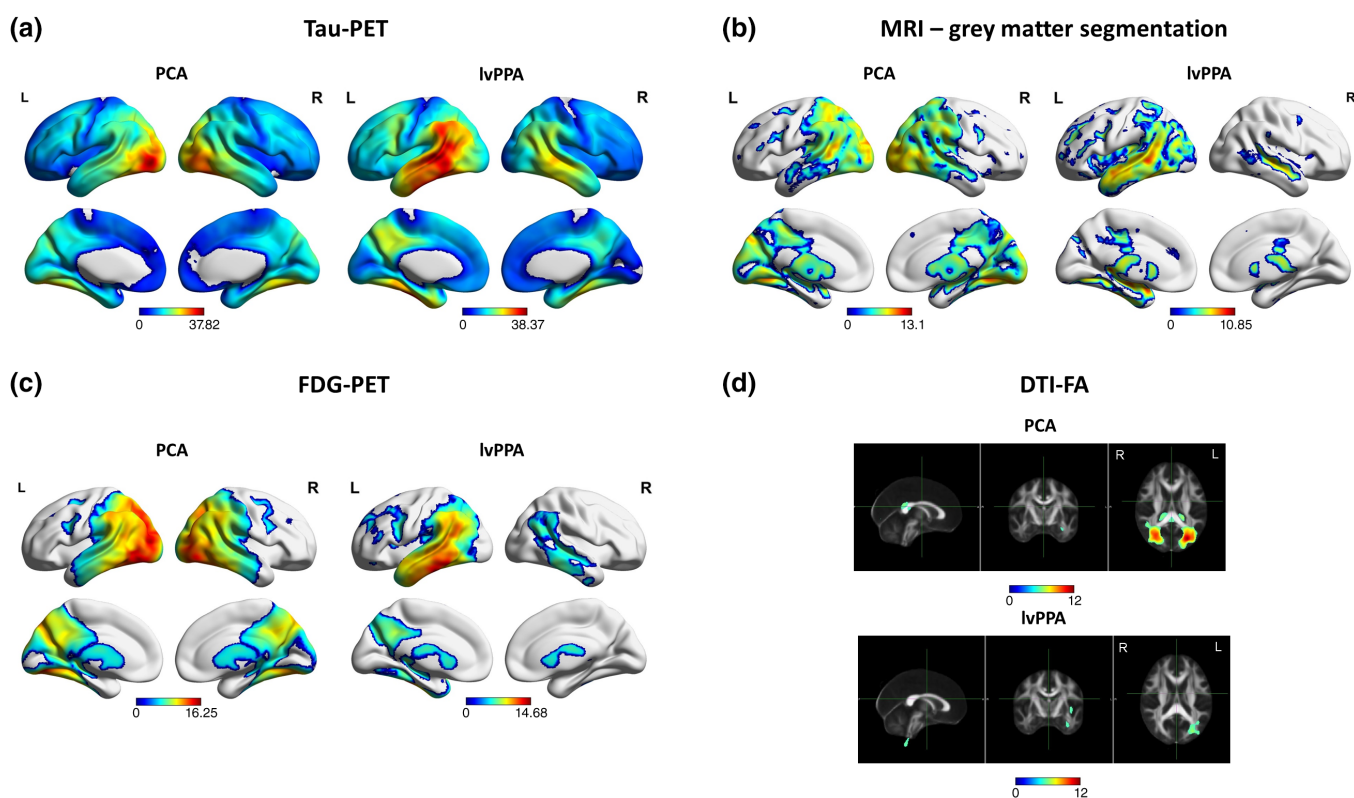 (a) Tau-PET
PCA lvPPA
L R L R
0 37.82 0 38.37
(b) MRI – grey matter segmentation
PCA lvPPA
L R L R
0 13.1 0 10.85
(c) FDG-PET
PCA lvPPA
L R L R
0 16.25 0 14.68
(d) DTI-FA
PCA
R L
0 12
lvPPA
R L
0 12